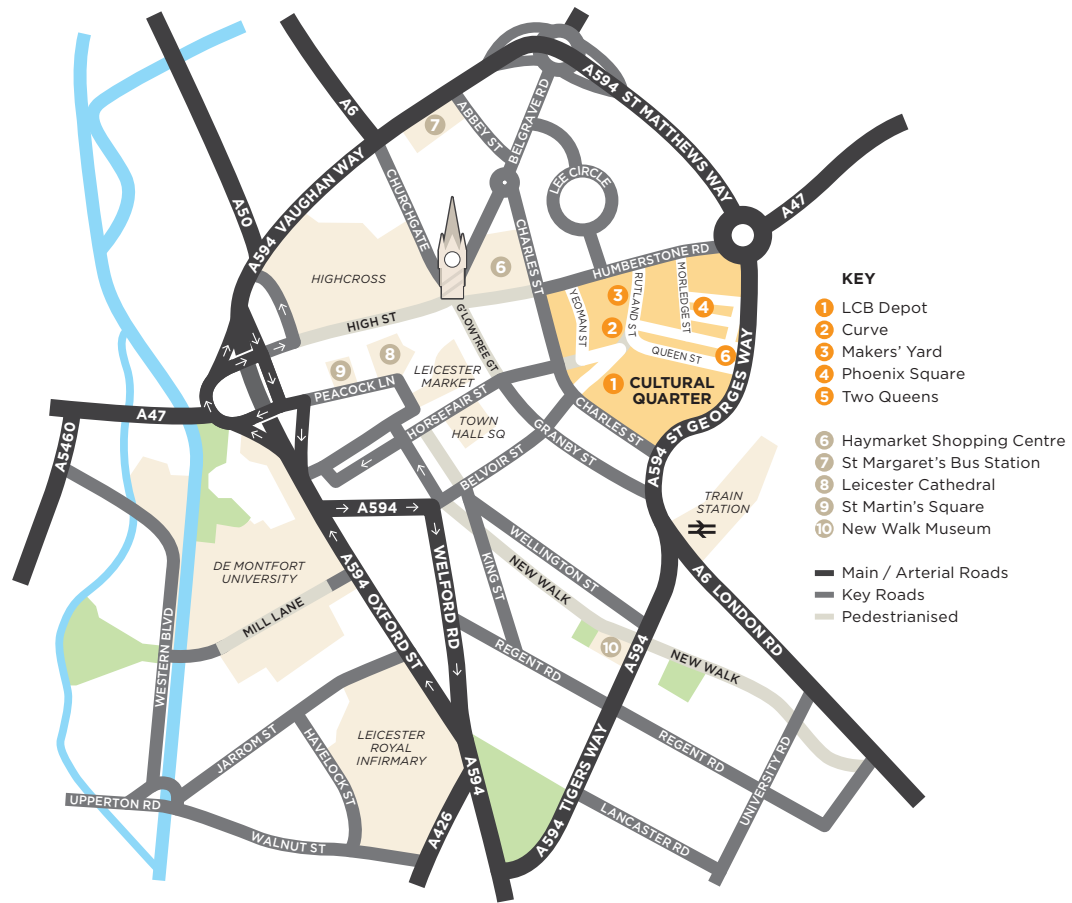 A6
A594 ST MATTHEWS WAY
ABBEY ST
BELGRAVE RD
7
A594 VAUGHAN WAY
CHURCHGATE
LEE CIRCLE
A50
A47
CHARLES ST
HUMBERSTONE RD
HIGHCROSS
6
YEOMAN ST
3
RUTLAND ST
MORLEDGE ST
4
HIGH ST
G'LOWTREE GT
2
QUEEN ST
6
8
9
LEICESTER
MARKET
PEACOCK LN
1
CULTURAL
QUARTER
A594 ST GEORGES WAY
HORSEFAIR ST
TOWN
HALL SQ
CHARLES ST
A47
A5460
GRANBY ST
BELVOIR ST
TRAIN
STATION
A594
DE MONTFORT
UNIVERSITY
WELLINGTON ST
KING ST
NEW WALK
WELFORD RD
A594 OXFORD ST
MILL LANE
A6 LONDON RD
WESTERN BLVD
REGENT RD
10
A594
NEW WALK
LEICESTER
ROYAL
INFIRMARY
JARROM ST
HAVELOCK ST
REGENT RD
UNIVERSITY RD
A594
A594 TIGERS WAY
UPPERTON RD
WALNUT ST
A426
LANCASTER RD
KEY
1 LCB Depot
2 Curve
3 Makers' Yard
4 Phoenix Square
5 Two Queens
6 Haymarket Shopping Centre
7 St Margaret's Bus Station
8 Leicester Cathedral
9 St Martin's Square
10 New Walk Museum
Main / Arterial Roads
Key Roads
Pedestrianised